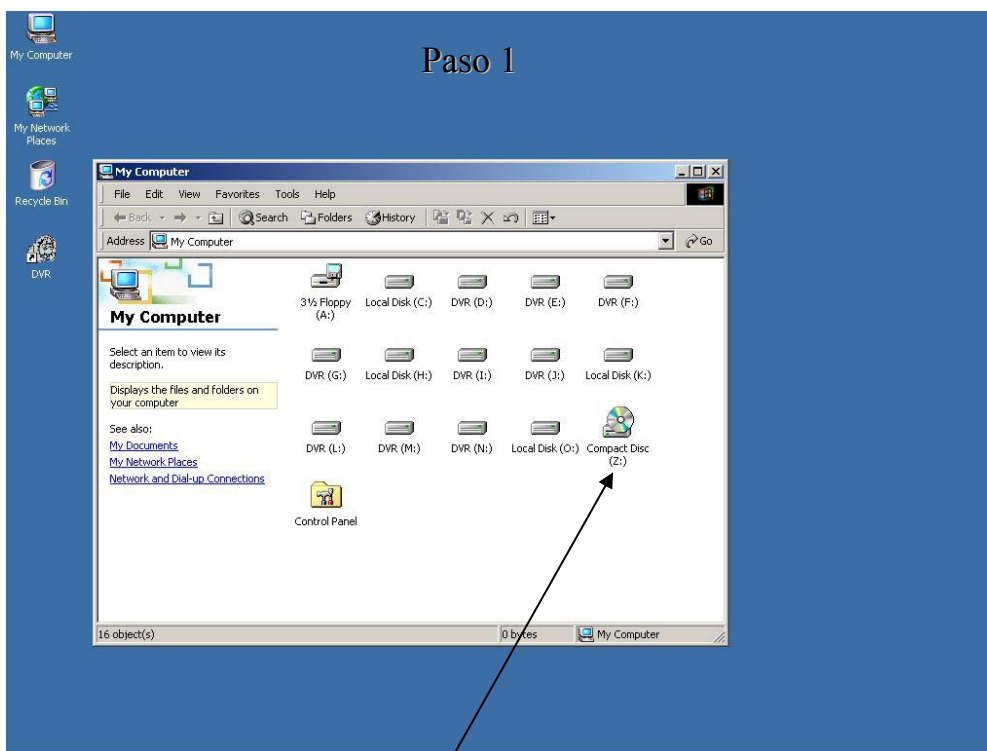 My Computer
Paso 1
My Network
Places
Recycle Bin
DVR
My Computer
File Edit View Favorites Tools Help
Back Search Folders History
Address My Computer Go
My Computer
Select an item to view its
description.
Displays the files and folders on
your computer
See also:
My Documents
My Network Places
Network and Dial-up Connections
3½ Floppy
(A:)
Local Disk (C:)
DVR (D:)
DVR (E:)
DVR (F:)
DVR (G:)
Local Disk (H:)
DVR (I:)
DVR (J:)
Local Disk (K:)
DVR (L:)
DVR (M:)
DVR (N:)
Local Disk (O:)
Compact Disc
(Z:)
Control Panel
16 object(s) 0 bytes My Computer